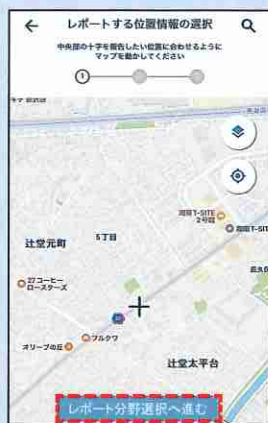 レポートする位置情報の選択
中央部の十字を報告したい位置に合わせるように
マップを動かしてください
1
湘南T-SITE
2号館
湘南T-SIT
辻堂元町
5丁目
27コーヒー
ロースターズ
オリーブの丘
フルクワ
辻堂太平台
レポート分野選択へ進む